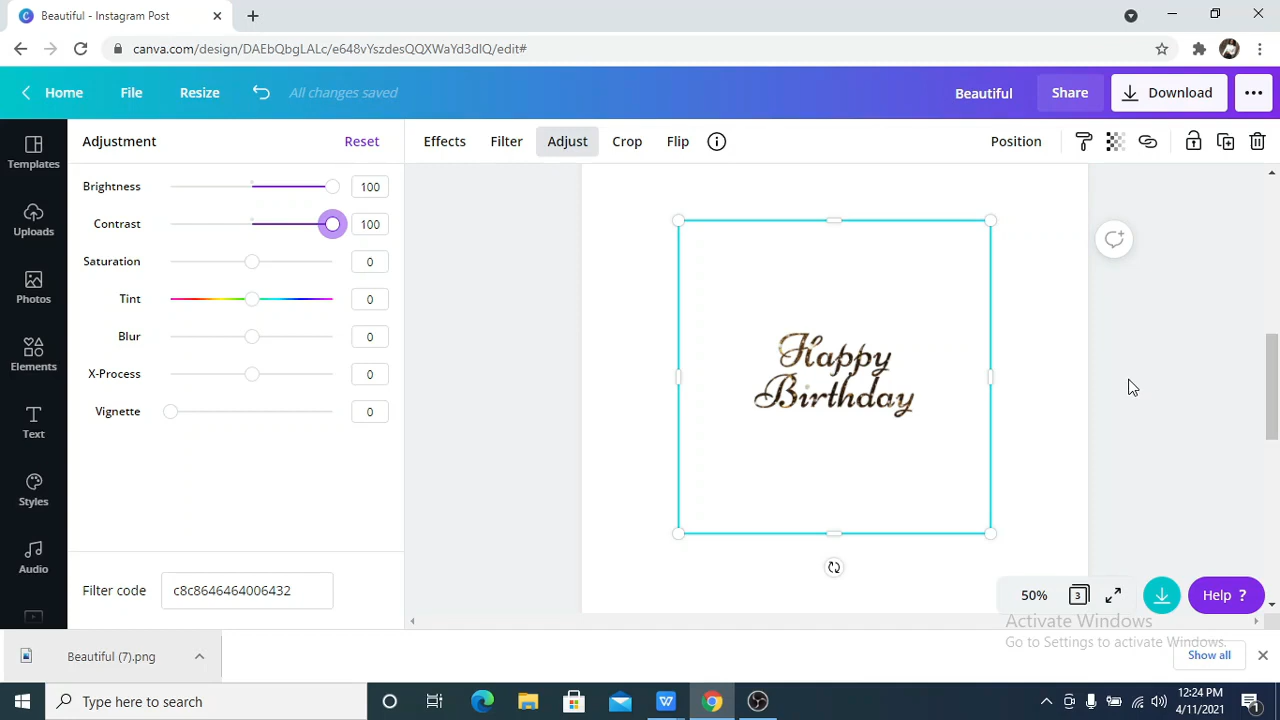 Beautiful - Instagram Post
canva.com/design/DAEbQbgLALc/e648vYszdesQQXWaYd3dIQ/edit#
Home File Resize All changes saved Beautiful Share Download
Adjustment Reset
Effects Filter Adjust Crop Flip Position
Templates
Uploads
Photos
Elements
Text
Styles
Audio
Brightness 100
Contrast 100
Saturation 0
Tint 0
Blur 0
X-Process 0
Vignette 0
Filter code c8c8646464006432
Happy
Birthday
50% 3 Help ?
Activate Windows
Go to Settings to activate Windows.
Beautiful (7).png Show all
Type here to search
12:24 PM
4/11/2021
1